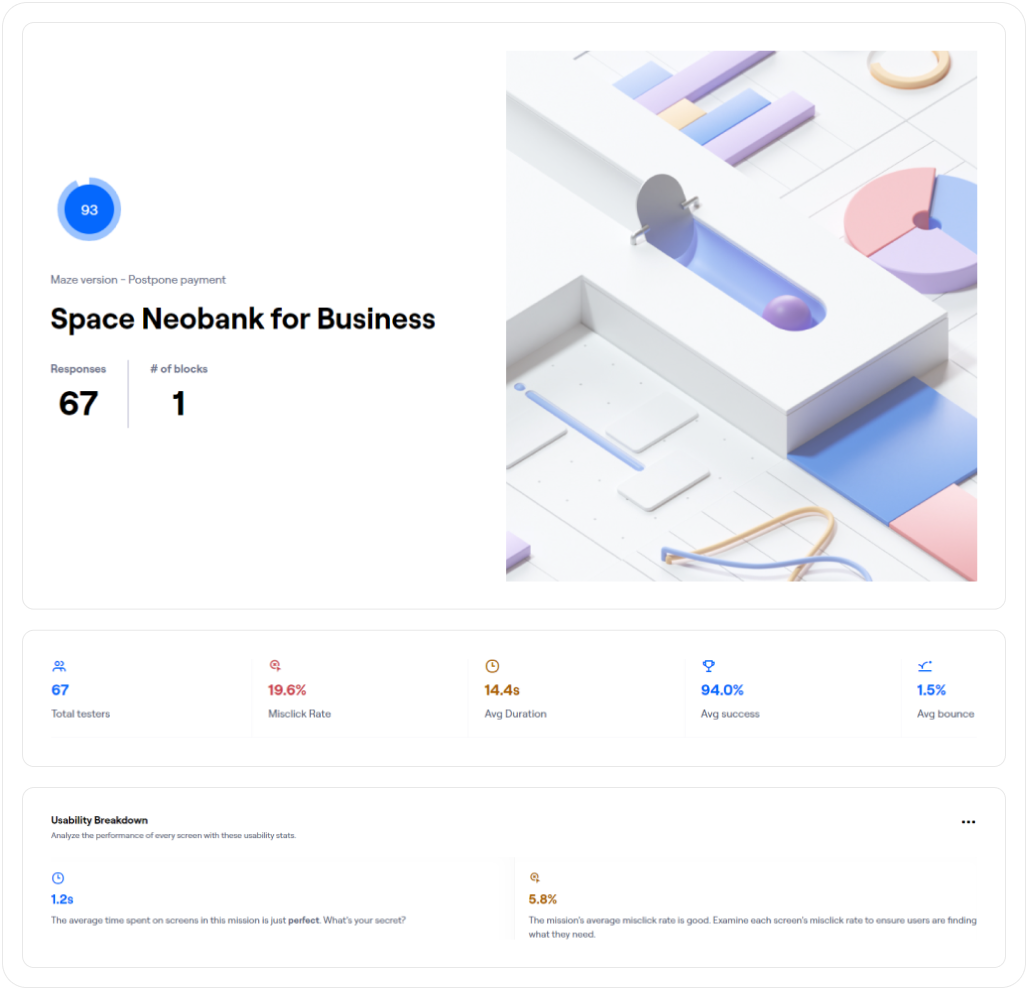 93
Maze version - Postpone payment
Space Neobank for Business
Responses
# of blocks
67
1
67
Total testers
19.6%
Misclick Rate
14.4s
Avg Duration
94.0%
Avg success
1.5%
Avg bounce
Usability Breakdown
Analyze the performance of every screen with these usability stats.
1.2s
The average time spent on screens in this mission is just perfect. What's your secret?
5.8%
The mission's average misclick rate is good. Examine each screen's misclick rate to ensure users are finding
what they need.